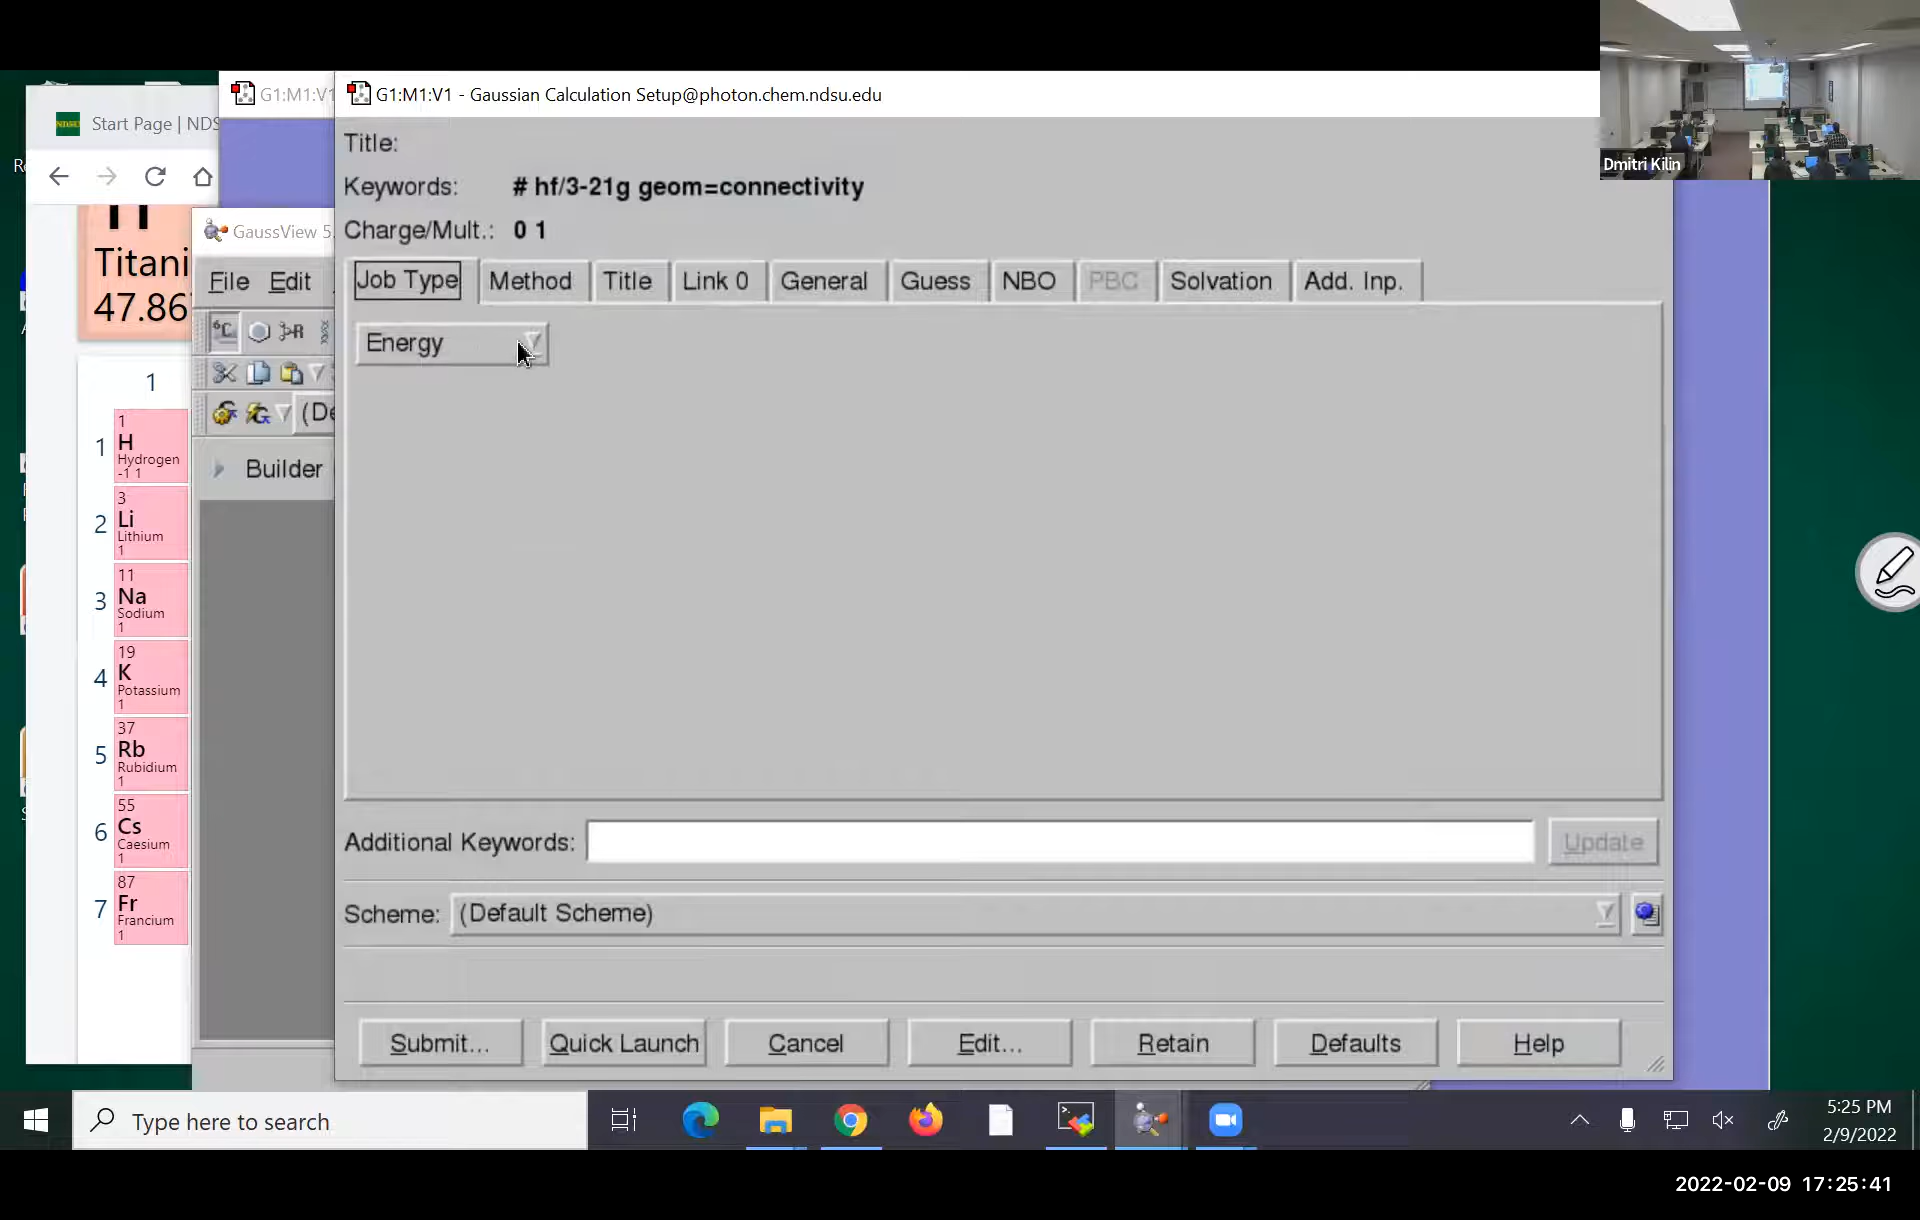 G1:M1:V1
G1:M1:V1 - Gaussian Calculation Setup@photon.chem.ndsu.edu
Start Page | NDS
NDSU
Dmitri Kilin
Title:
Keywords: # hf/3-21g geom=connectivity
Charge/Mult.: 0 1
Titani
47.86
GaussView 5.
File Edit
Job Type Method Title Link 0 General Guess NBO PBC Solvation Add. Inp.
Energy
(De
Builder
1
1
1
H
Hydrogen
-1 1
2
3
Li
Lithium
1
3
11
Na
Sodium
1
4
19
K
Potassium
1
5
37
Rb
Rubidium
1
6
55
Cs
Caesium
1
7
87
Fr
Francium
1
Additional Keywords: Update
Scheme: (Default Scheme)
Submit... Quick Launch Cancel Edit... Retain Defaults Help
Type here to search
5:25 PM
2/9/2022
2022-02-09 17:25:41